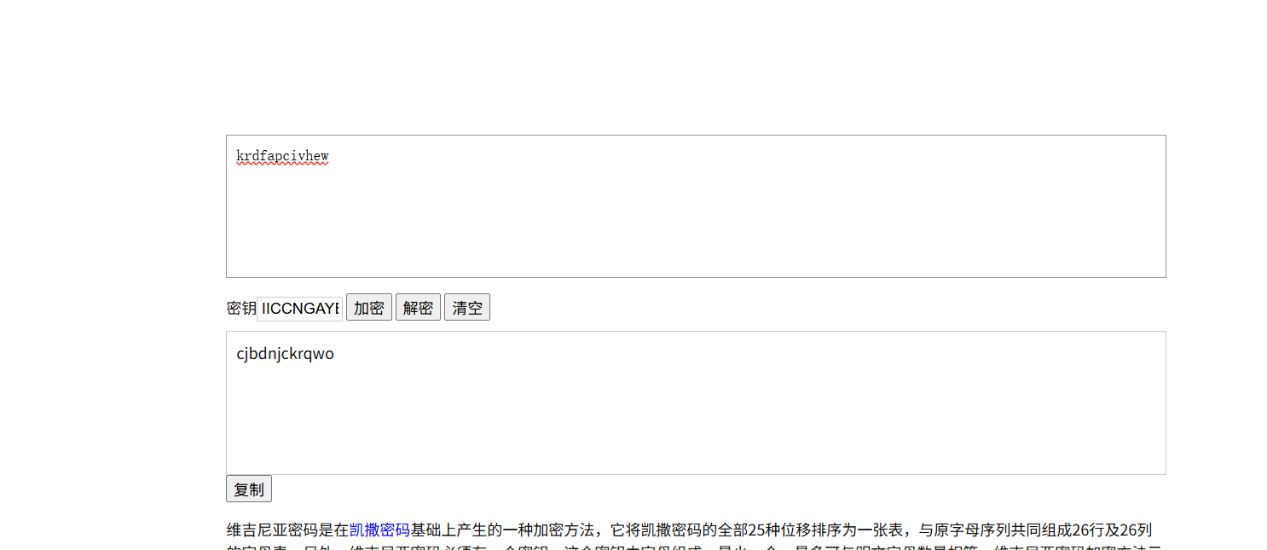 krdfapcivhew
密钥 IICCNGAY 加密 解密 清空
cjbdnjckrqwo
复制
维吉尼亚密码是在凯撒密码基础上产生的一种加密方法，它将凯撒密码的全部25种位移排序为一张表，与原字母序列共同组成26行及26列